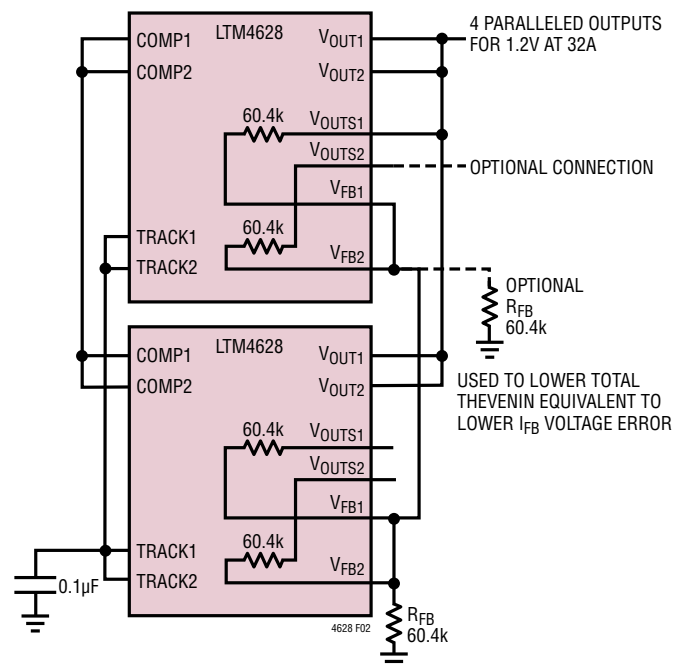 LTM4628
COMP1
COMP2
VOUT1
VOUT2
4 PARALLELED OUTPUTS
FOR 1.2V AT 32A
60.4k
VOUTS1
VOUTS2
OPTIONAL CONNECTION
VFB1
60.4k
TRACK1
TRACK2
VFB2
OPTIONAL
RFB
60.4k
LTM4628
COMP1
COMP2
VOUT1
VOUT2
USED TO LOWER TOTAL
THEVENIN EQUIVALENT TO
LOWER IFB VOLTAGE ERROR
60.4k
VOUTS1
VOUTS2
VFB1
60.4k
TRACK1
TRACK2
VFB2
0.1µF
RFB
60.4k
4628 F02